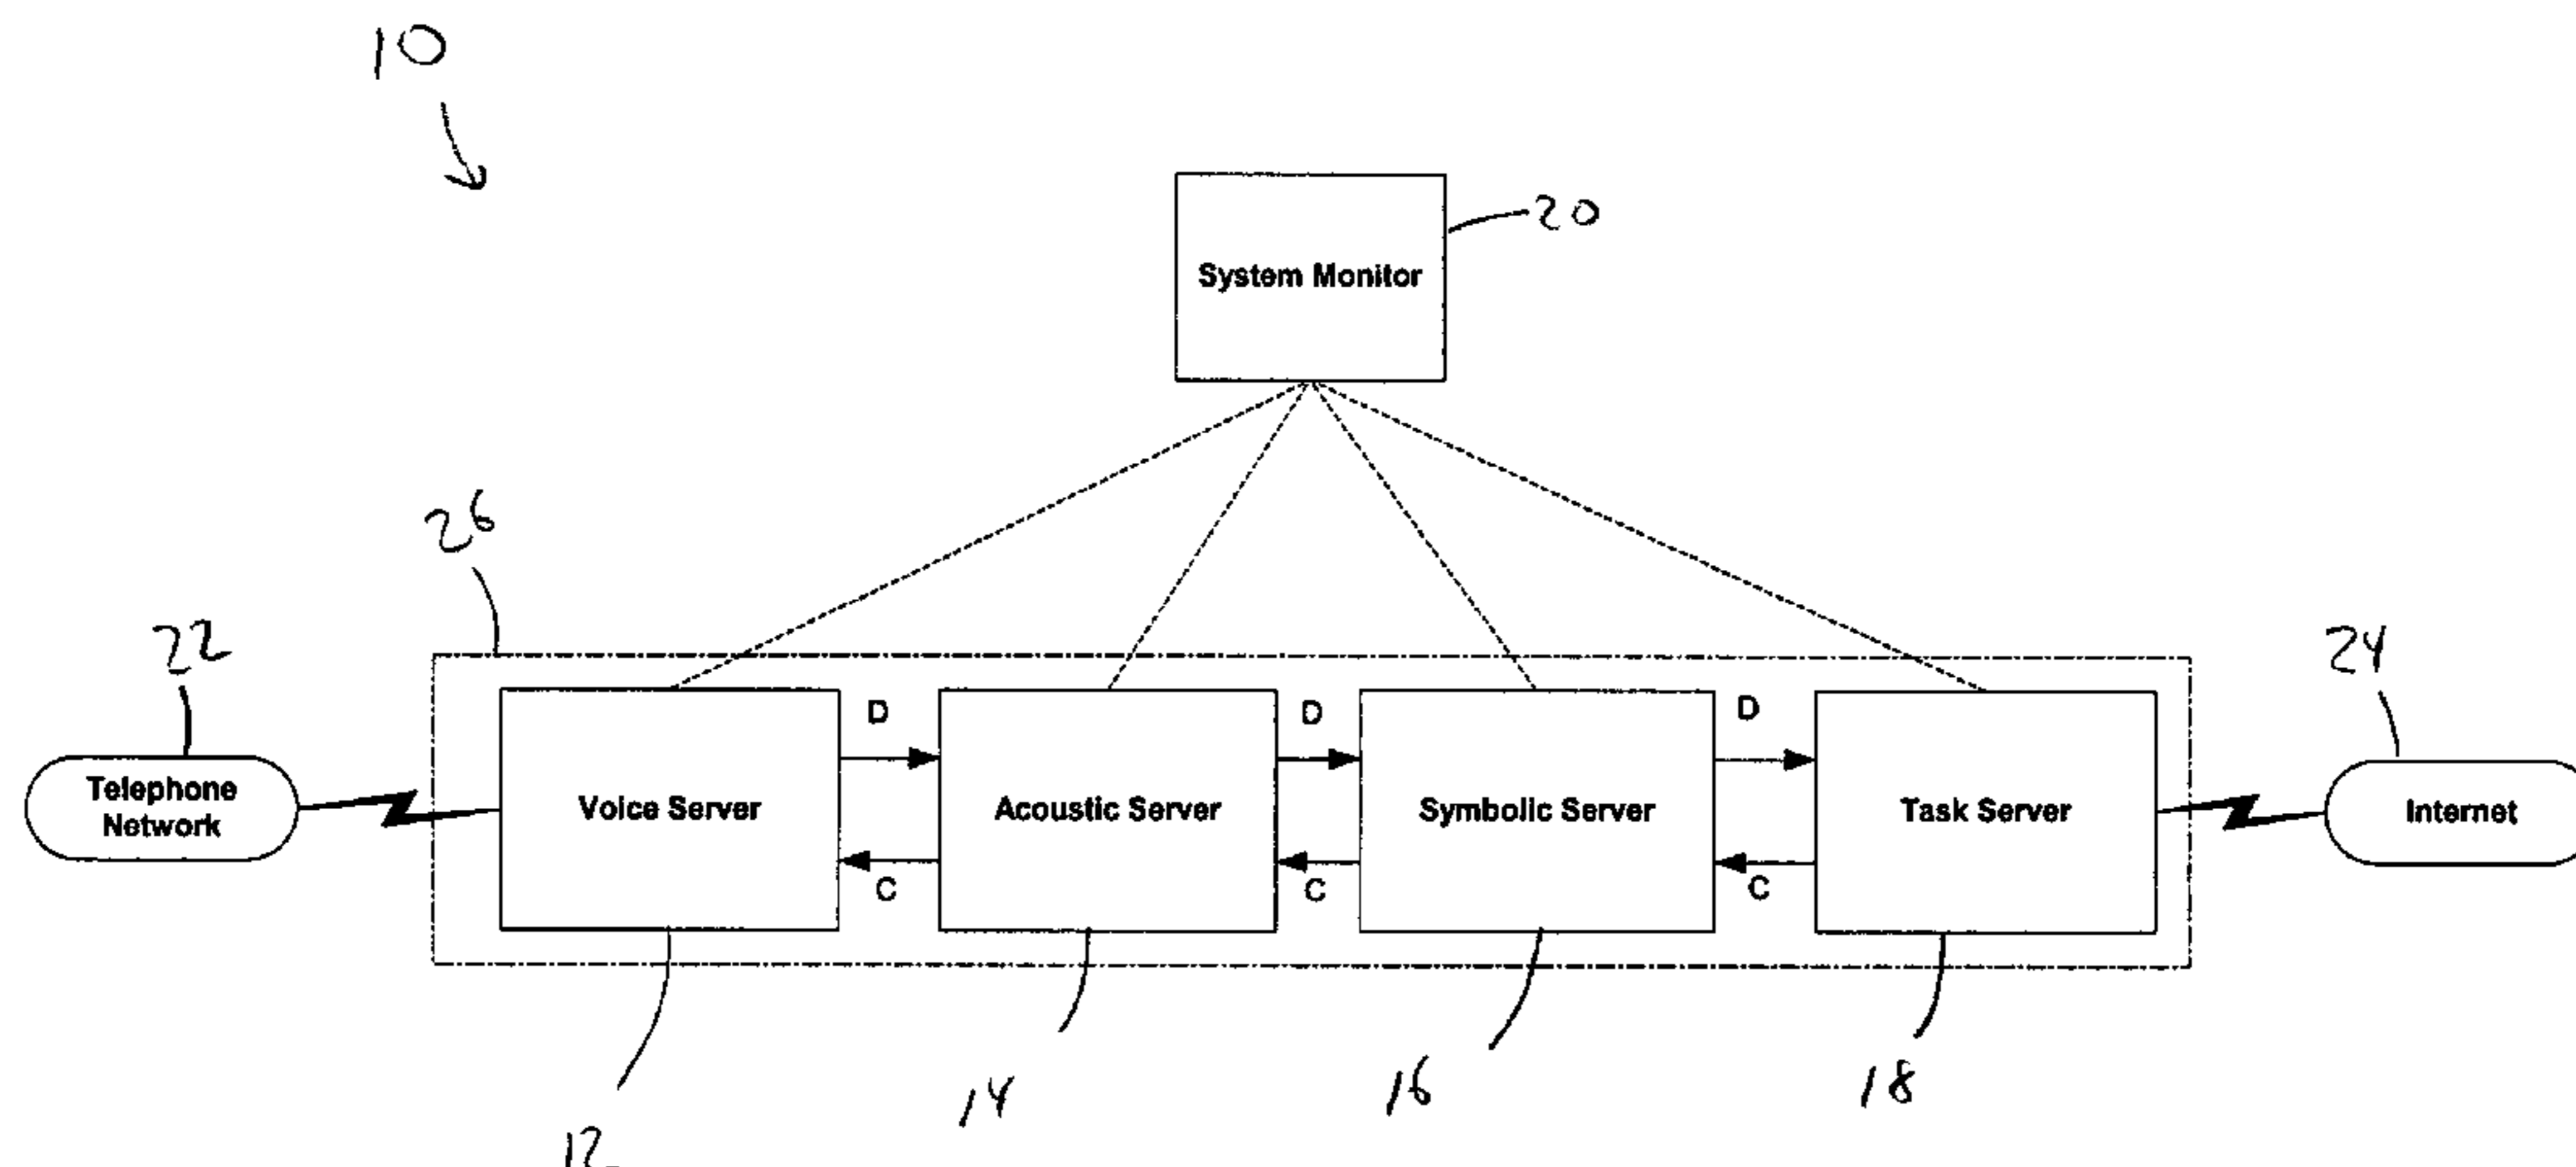 10
20
System Monitor
26
22
24
D
D
D
Telephone
Network
Voice Server
Acoustic Server
Symbolic Server
Task Server
Internet
C
C
C
12
14
16
18